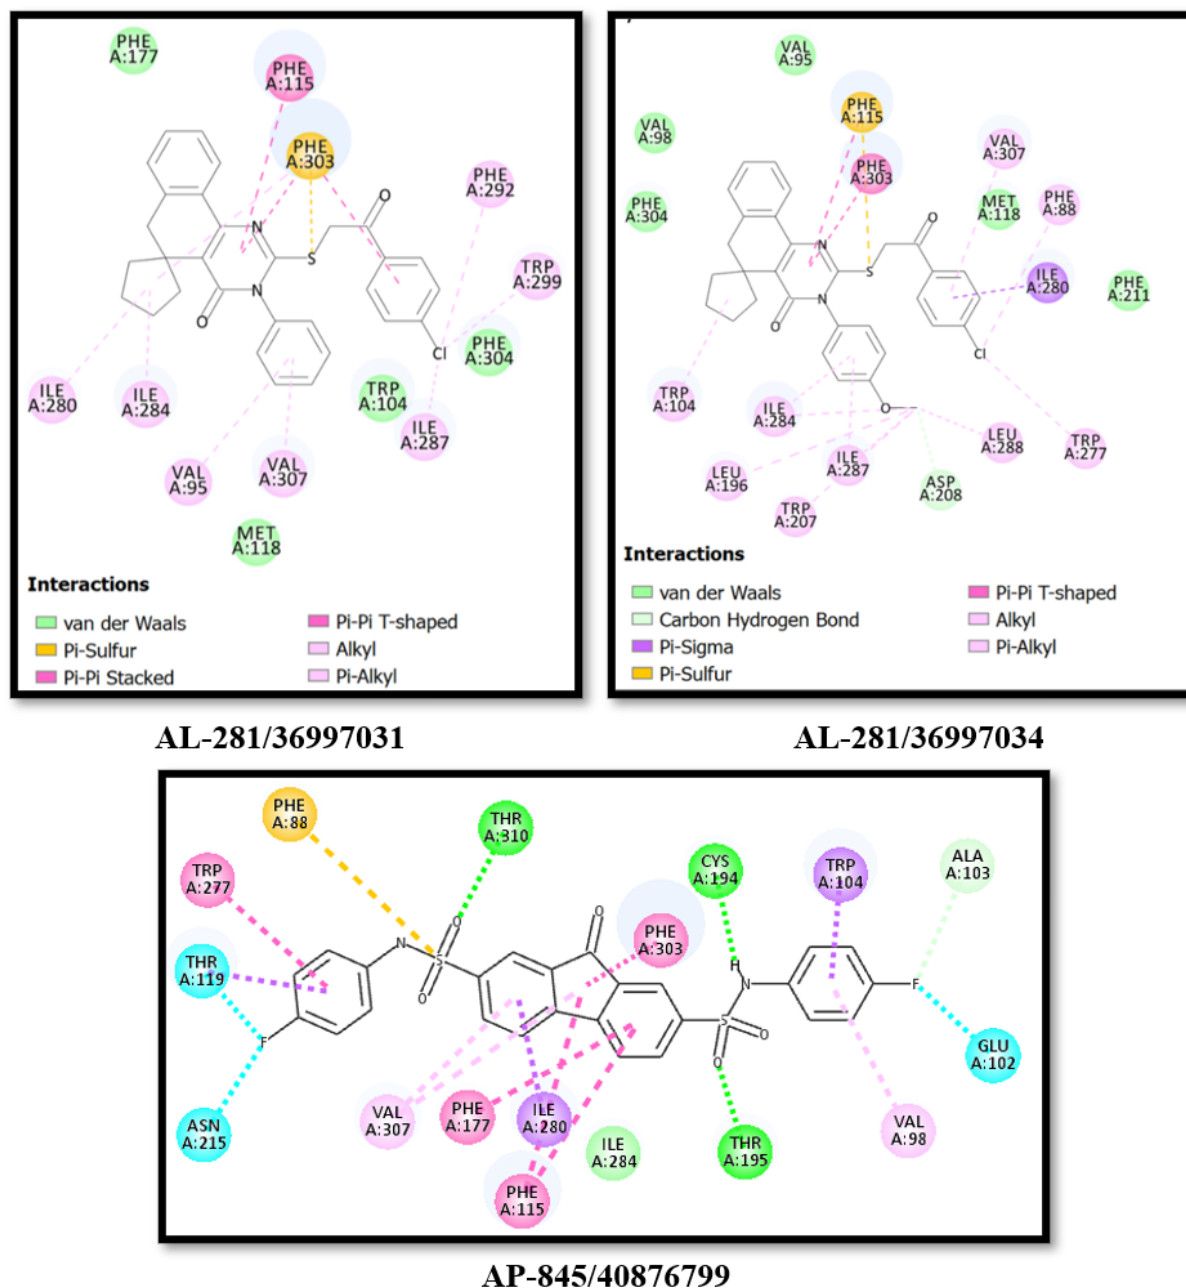 PHE
A:177
PHE
A:115
PHE
A:303
PHE
A:292
O
N
TRP
A:299
S
N
O
Cl
PHE
A:304
ILE
A:280
ILE
A:284
TRP
A:104
ILE
A:287
VAL
A:95
VAL
A:307
MET
A:118
Interactions
van der Waals
Pi-Sulfur
Pi-Pi Stacked
Pi-Pi T-shaped
Alkyl
Pi-Alkyl
AL-281/36997031
VAL
A:95
PHE
A:115
VAL
A:98
VAL
A:307
PHE
A:303
PHE
A:304
MET
A:118
PHE
A:88
O
N
S
ILE
A:280
PHE
A:211
N
O
Cl
TRP
A:104
ILE
A:284
O
LEU
A:288
TRP
A:277
LEU
A:196
ILE
A:287
ASP
A:208
TRP
A:207
Interactions
van der Waals
Carbon Hydrogen Bond
Pi-Sigma
Pi-Sulfur
Pi-Pi T-shaped
Alkyl
Pi-Alkyl
AL-281/36997034
PHE
A:88
THR
A:310
CYS
A:194
TRP
A:104
ALA
A:103
TRP
A:277
O
O
PHE
A:303
N
THR
A:119
S
H
N
O
F
S
O
F
O
GLU
A:102
ASN
A:215
VAL
A:307
PHE
A:177
ILE
A:280
ILE
A:284
THR
A:195
VAL
A:98
PHE
A:115
AP-845/40876799